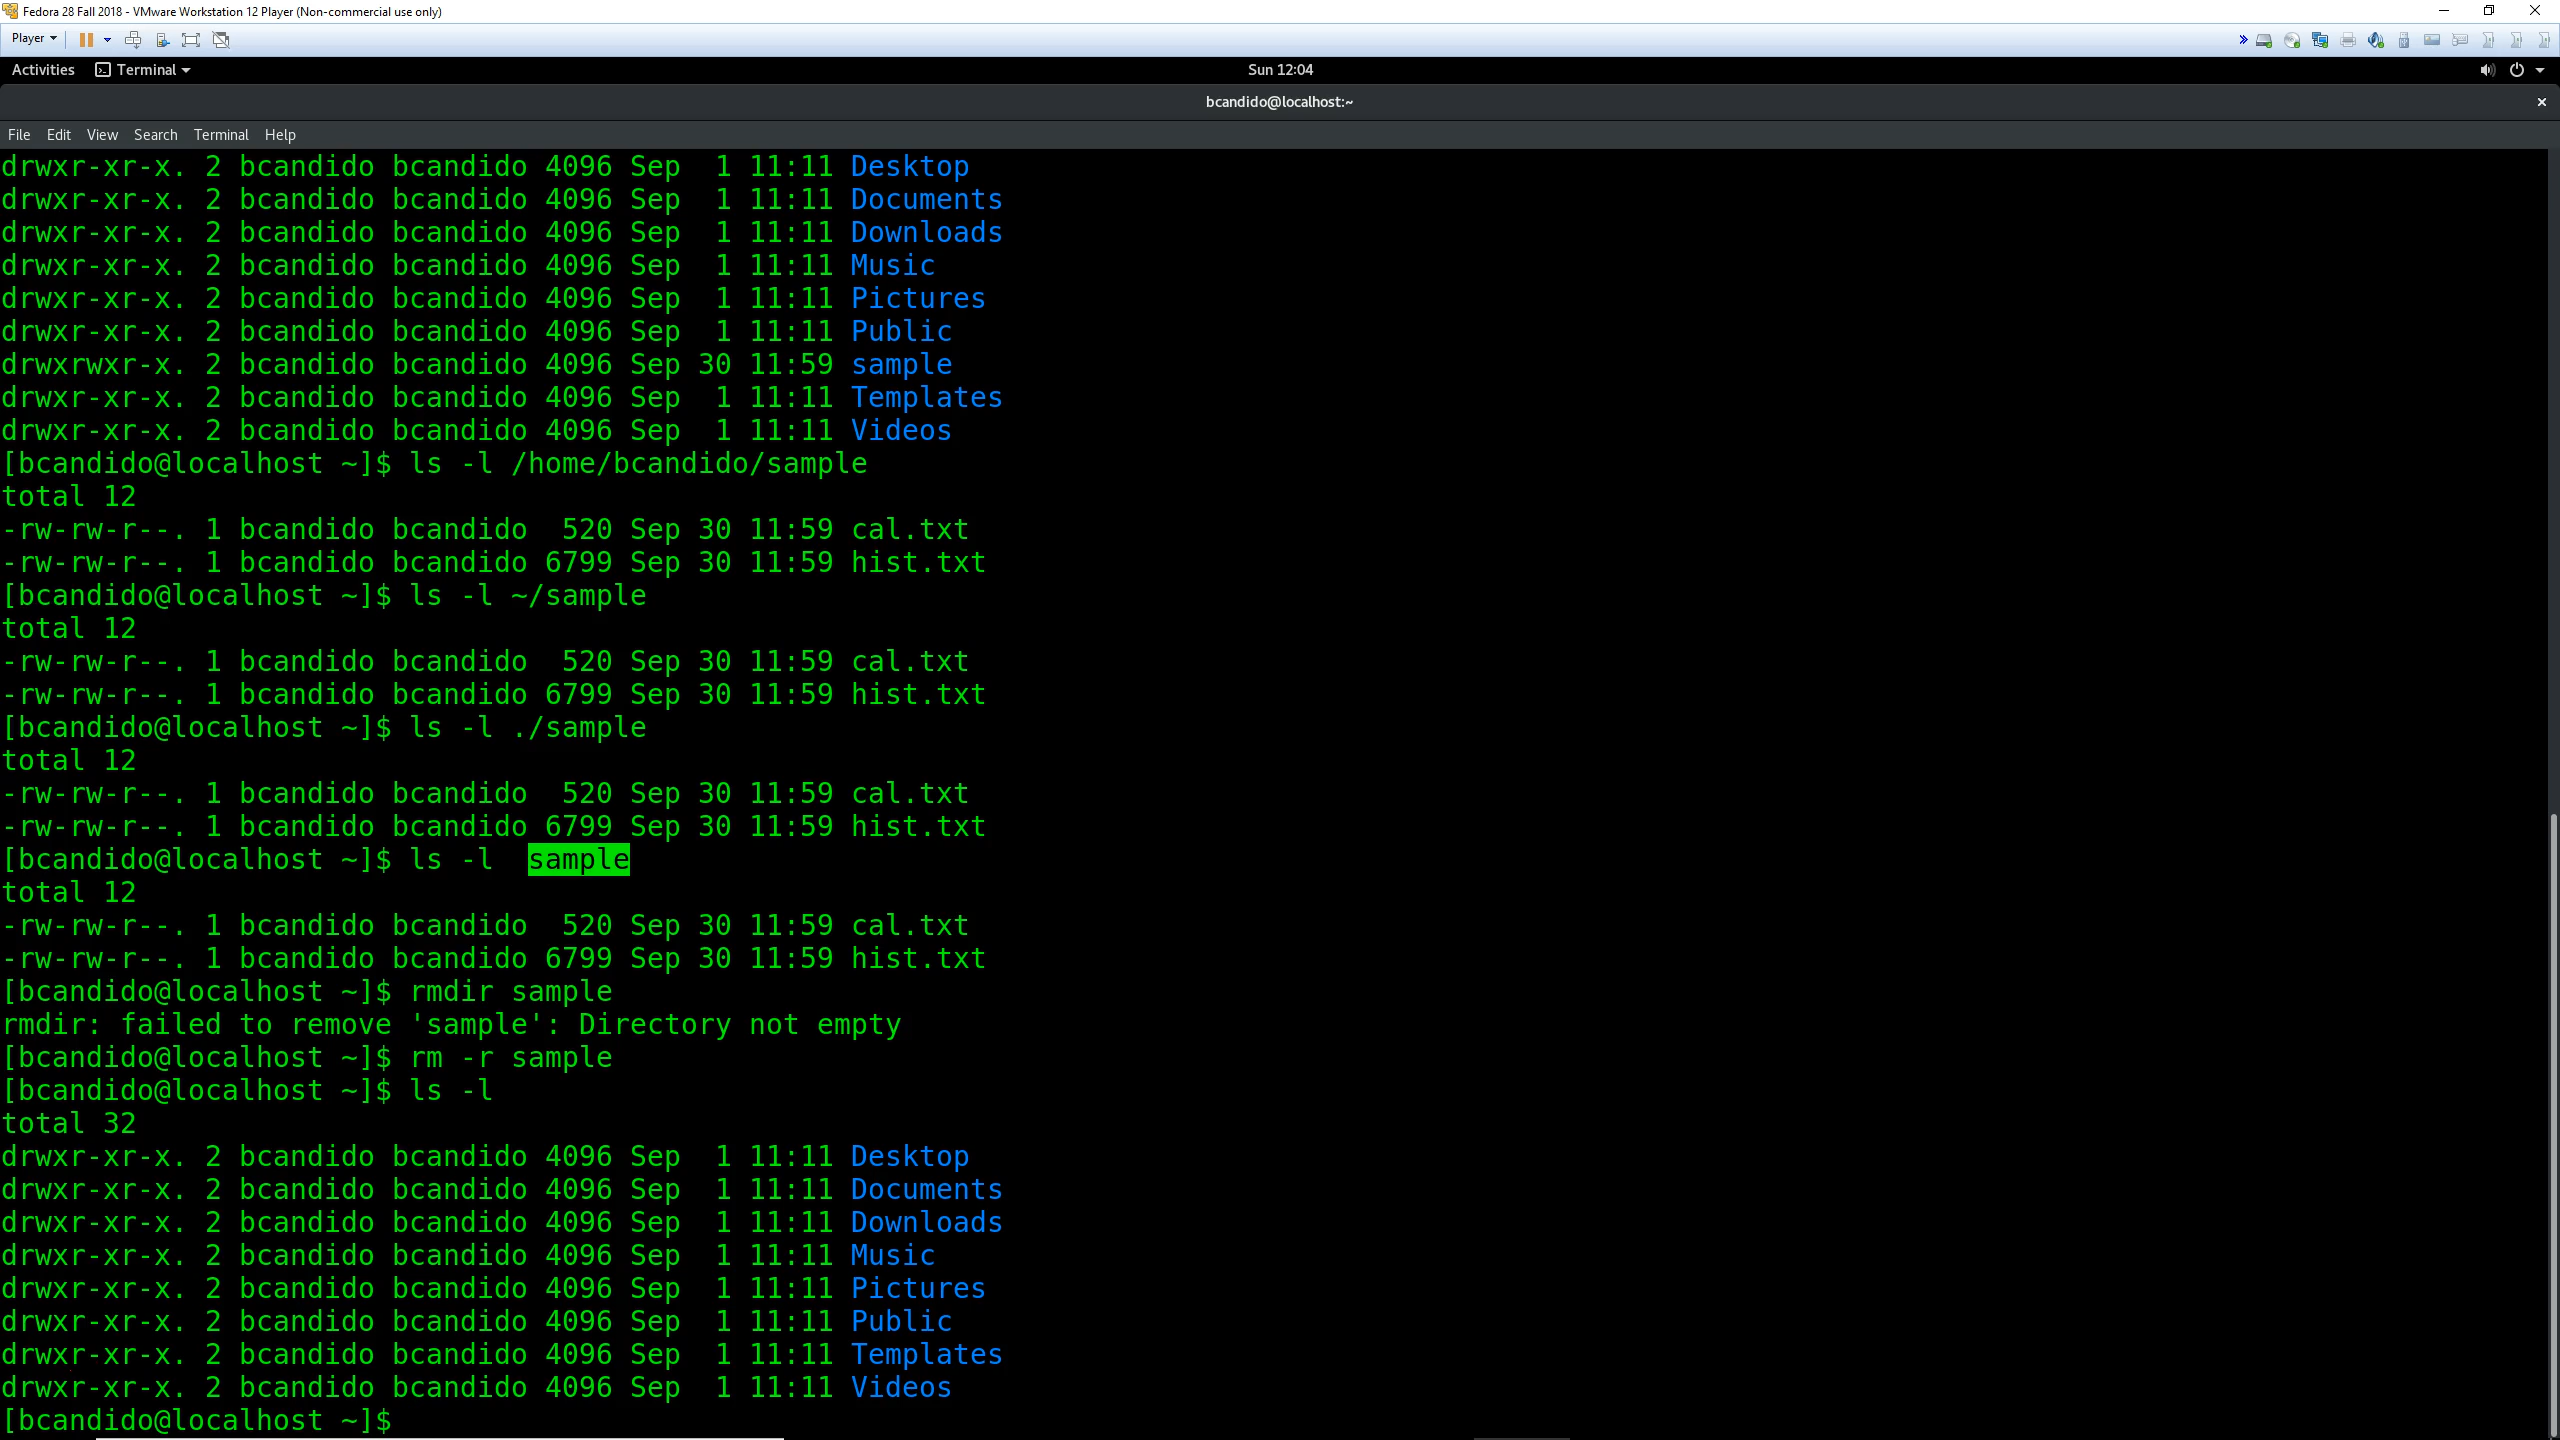 Fedora 28 Fall 2018 - VMware Workstation 12 Player (Non-commercial use only)
Player
Activities Terminal Sun 12:04
bcandido@localhost:~
File Edit View Search Terminal Help
drwxr-xr-x. 2 bcandido bcandido 4096 Sep  1 11:11 Desktop
drwxr-xr-x. 2 bcandido bcandido 4096 Sep  1 11:11 Documents
drwxr-xr-x. 2 bcandido bcandido 4096 Sep  1 11:11 Downloads
drwxr-xr-x. 2 bcandido bcandido 4096 Sep  1 11:11 Music
drwxr-xr-x. 2 bcandido bcandido 4096 Sep  1 11:11 Pictures
drwxr-xr-x. 2 bcandido bcandido 4096 Sep  1 11:11 Public
drwxrwxr-x. 2 bcandido bcandido 4096 Sep 30 11:59 sample
drwxr-xr-x. 2 bcandido bcandido 4096 Sep  1 11:11 Templates
drwxr-xr-x. 2 bcandido bcandido 4096 Sep  1 11:11 Videos
[bcandido@localhost ~]$ ls -l /home/bcandido/sample
total 12
-rw-rw-r--. 1 bcandido bcandido  520 Sep 30 11:59 cal.txt
-rw-rw-r--. 1 bcandido bcandido 6799 Sep 30 11:59 hist.txt
[bcandido@localhost ~]$ ls -l ~/sample
total 12
-rw-rw-r--. 1 bcandido bcandido  520 Sep 30 11:59 cal.txt
-rw-rw-r--. 1 bcandido bcandido 6799 Sep 30 11:59 hist.txt
[bcandido@localhost ~]$ ls -l ./sample
total 12
-rw-rw-r--. 1 bcandido bcandido  520 Sep 30 11:59 cal.txt
-rw-rw-r--. 1 bcandido bcandido 6799 Sep 30 11:59 hist.txt
[bcandido@localhost ~]$ ls -l  sample
total 12
-rw-rw-r--. 1 bcandido bcandido  520 Sep 30 11:59 cal.txt
-rw-rw-r--. 1 bcandido bcandido 6799 Sep 30 11:59 hist.txt
[bcandido@localhost ~]$ rmdir sample
rmdir: failed to remove 'sample': Directory not empty
[bcandido@localhost ~]$ rm -r sample
[bcandido@localhost ~]$ ls -l
total 32
drwxr-xr-x. 2 bcandido bcandido 4096 Sep  1 11:11 Desktop
drwxr-xr-x. 2 bcandido bcandido 4096 Sep  1 11:11 Documents
drwxr-xr-x. 2 bcandido bcandido 4096 Sep  1 11:11 Downloads
drwxr-xr-x. 2 bcandido bcandido 4096 Sep  1 11:11 Music
drwxr-xr-x. 2 bcandido bcandido 4096 Sep  1 11:11 Pictures
drwxr-xr-x. 2 bcandido bcandido 4096 Sep  1 11:11 Public
drwxr-xr-x. 2 bcandido bcandido 4096 Sep  1 11:11 Templates
drwxr-xr-x. 2 bcandido bcandido 4096 Sep  1 11:11 Videos
[bcandido@localhost ~]$